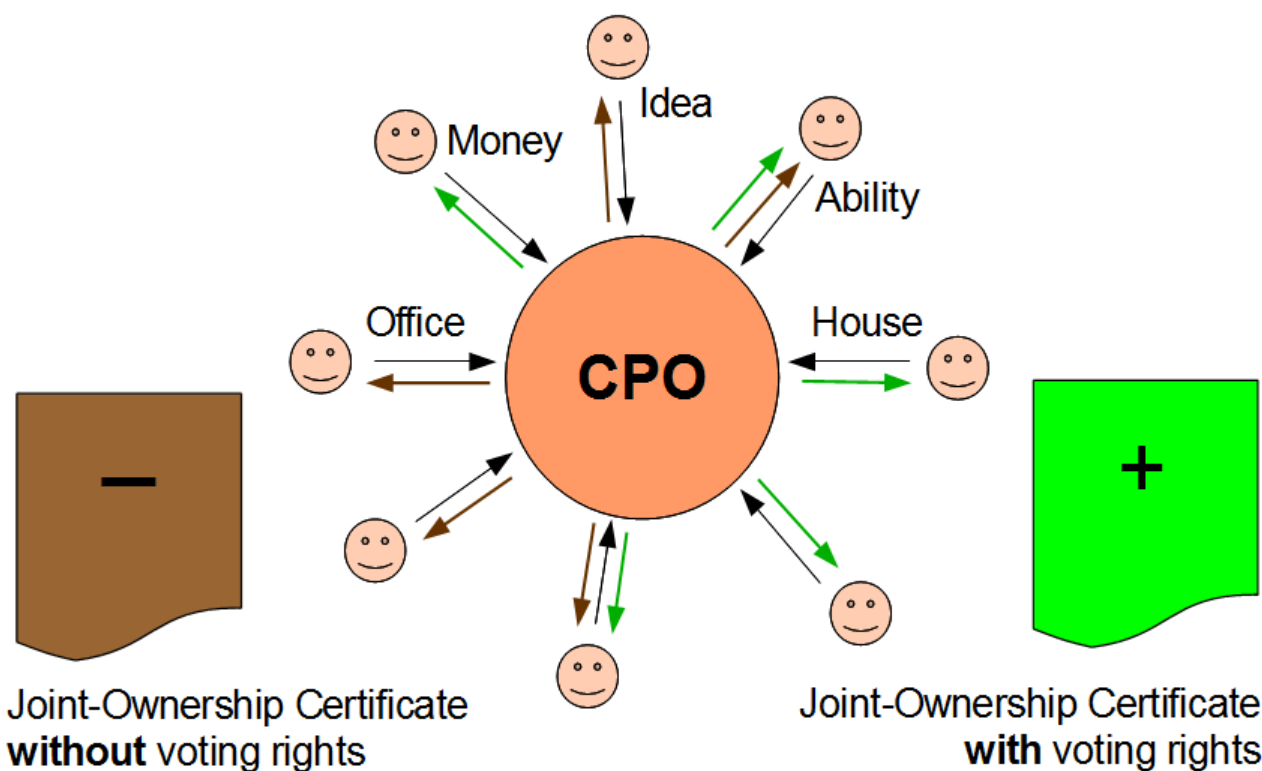 Idea
Money
Ability
Office
House
CPO
–
+
Joint-Ownership Certificate
without voting rights
Joint-Ownership Certificate
with voting rights